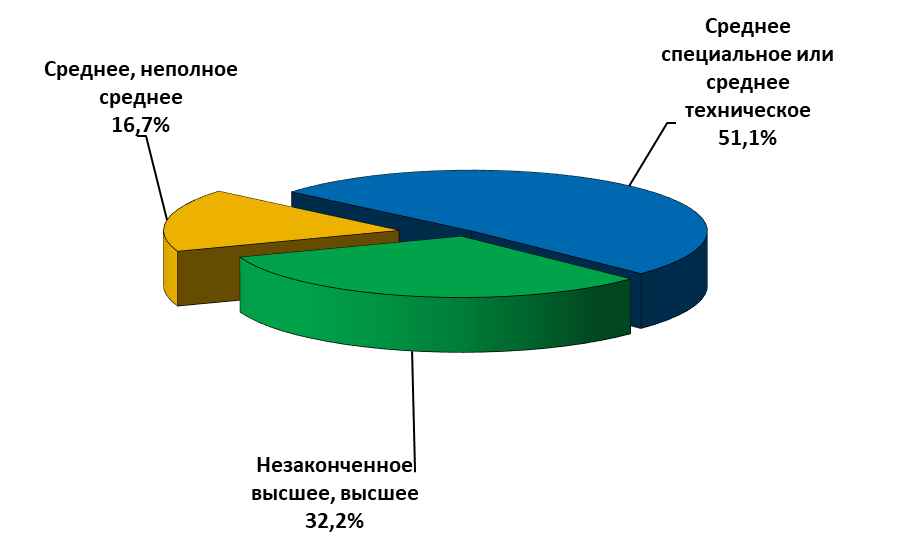 Среднее
специальное или
среднее
техническое
51,1%
Среднее, неполное
среднее
16,7%
Незаконченное
высшее, высшее
32,2%